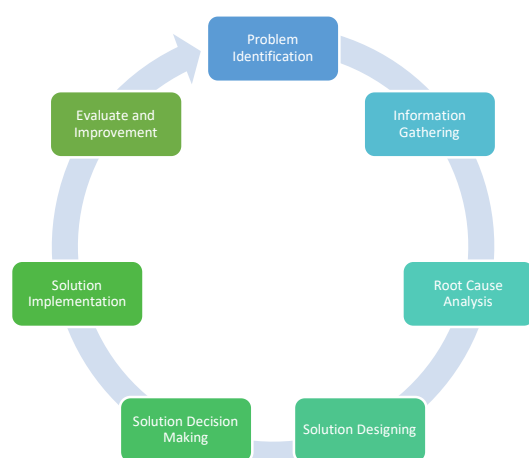 Problem
Identification
Information
Gathering
Root Cause
Analysis
Solution Designing
Solution Decision
Making
Solution
Implementation
Evaluate and
Improvement